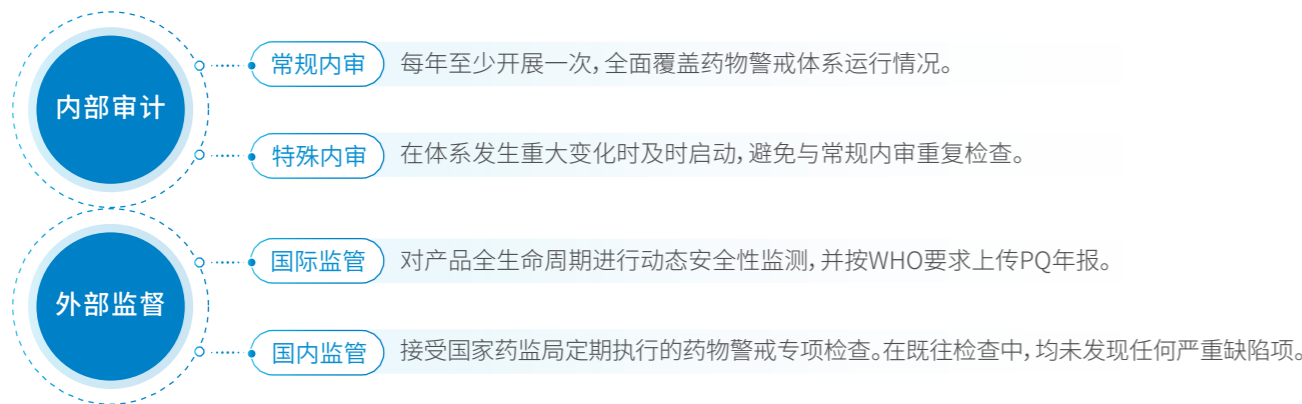 内部审计
常规内审
每年至少开展一次，全面覆盖药物警戒体系运行情况。
特殊内审
在体系发生重大变化时及时启动，避免与常规内审重复检查。
外部监督
国际监管
对产品全生命周期进行动态安全性监测，并按WHO要求上传PQ年报。
国内监管
接受国家药监局定期执行的药物警戒专项检查。在既往检查中，均未发现任何严重缺陷项。